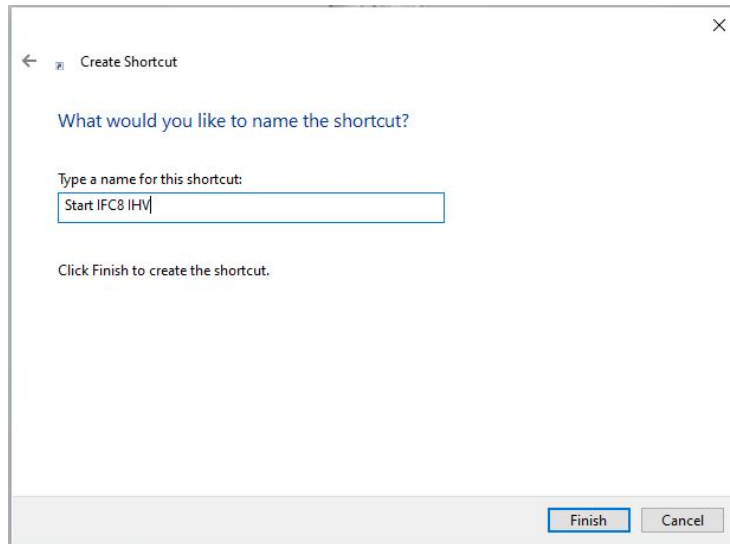 Create Shortcut
What would you like to name the shortcut?
Type a name for this shortcut:
Start IFC8 IHV
Click Finish to create the shortcut.
Finish Cancel